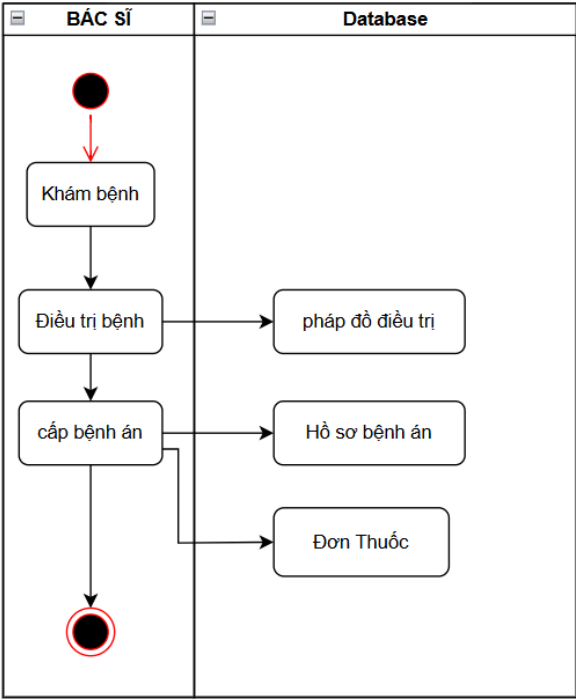 BÁC SĨ
Database
Khám bệnh
Điều trị bệnh
pháp đồ điều trị
cấp bệnh án
Hồ sơ bệnh án
Đơn Thuốc